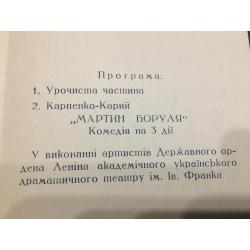 Програма:
1. Урочиста частина
2. Карпенко-Карий
„МАРТИН БОРУЛЯ"
Комедія на 3 дії
У виконанні артистів Державного ор-
дена Леніна академічного українського
драматичного театру ім. Ів. Франка